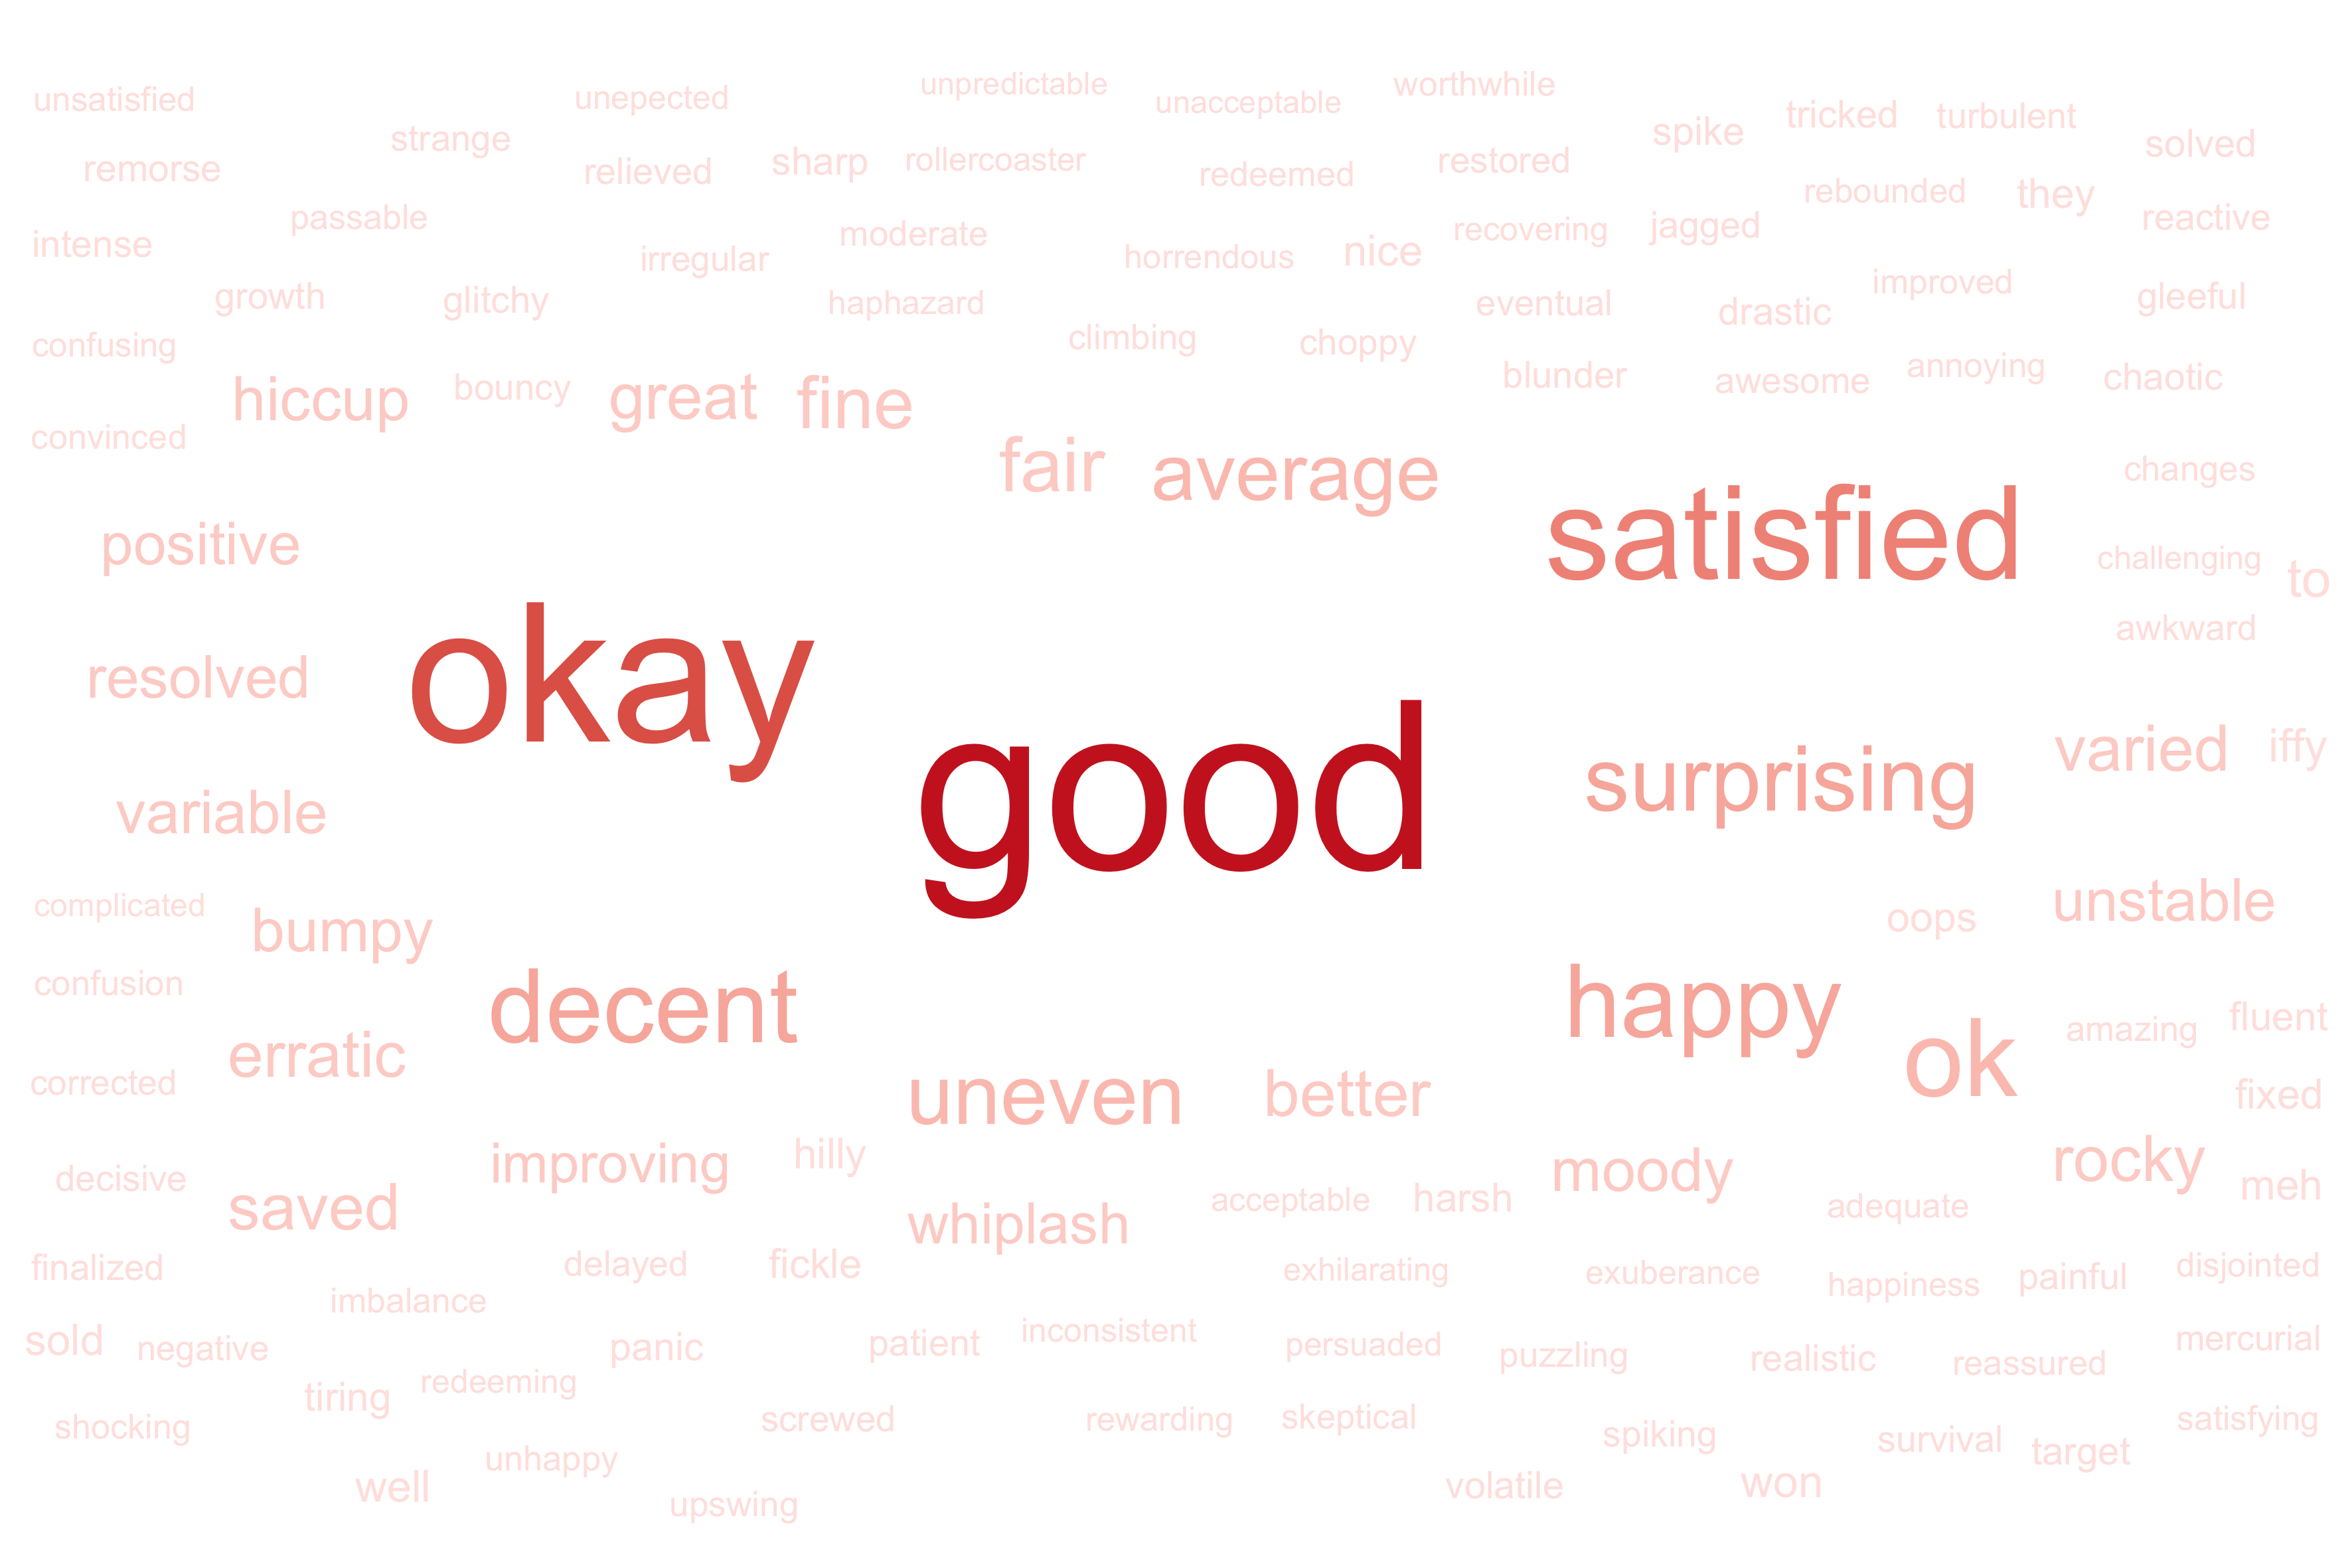 unsatisfied
unepected
unpredictable
unacceptable
worthwhile
strange
spike
tricked
turbulent
solved
remorse
relieved
sharp
rollercoaster
redeemed
restored
rebounded
they
passable
intense
irregular
moderate
horrendous
nice
recovering
jagged
reactive
growth
glitchy
haphazard
eventual
drastic
improved
gleeful
confusing
climbing
choppy
hiccup
bouncy
great
fine
blunder
awesome
annoying
chaotic
convinced
fair
average
changes
positive
satisfied
challenging
to
awkward
resolved
okay
good
surprising
varied
iffy
variable
complicated
bumpy
oops
unstable
confusion
decent
happy
ok
amazing
fluent
erratic
corrected
uneven
better
fixed
decisive
improving
hilly
moody
rocky
meh
saved
whiplash
acceptable
harsh
adequate
finalized
delayed
fickle
exhilarating
exuberance
happiness
painful
disjointed
imbalance
sold
negative
panic
patient
inconsistent
persuaded
puzzling
realistic
reassured
mercurial
tiring
redeeming
shocking
screwed
rewarding
skeptical
spiking
survival
target
satisfying
unhappy
well
upswing
volatile
won